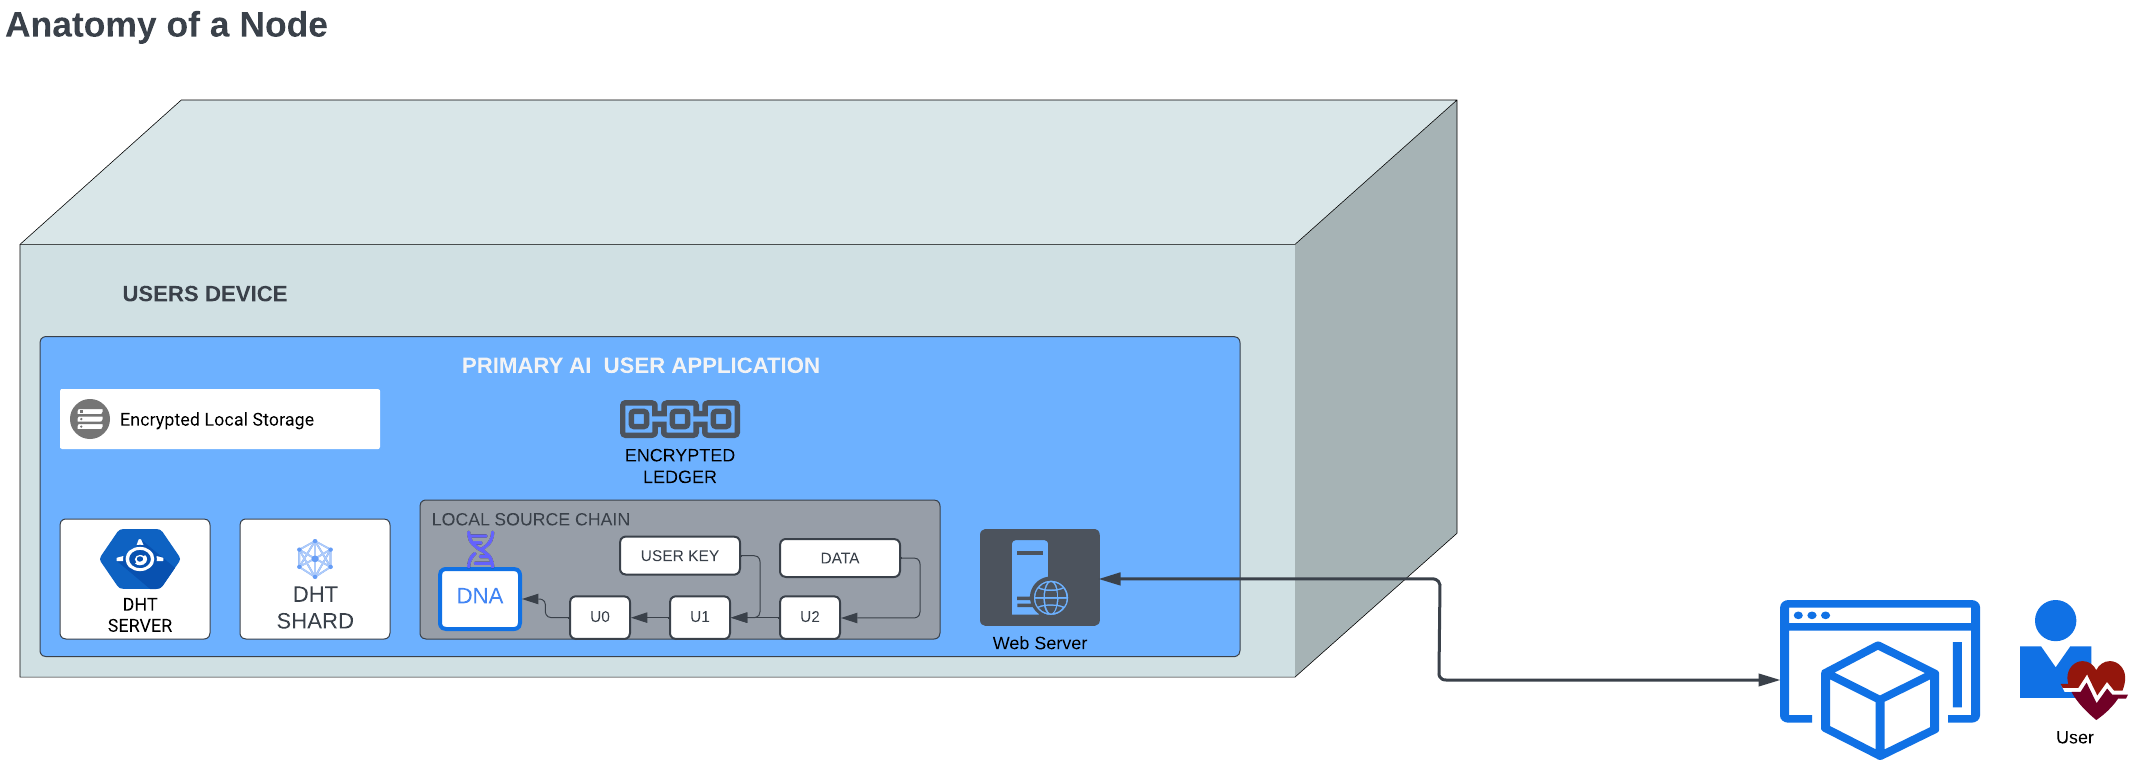 Anatomy of a Node
USERS DEVICE
PRIMARY AI  USER APPLICATION
Encrypted Local Storage
ENCRYPTED
LEDGER
DHT
SERVER
DHT
SHARD
LOCAL SOURCE CHAIN
USER KEY
DATA
DNA
U0
U1
U2
Web Server
User